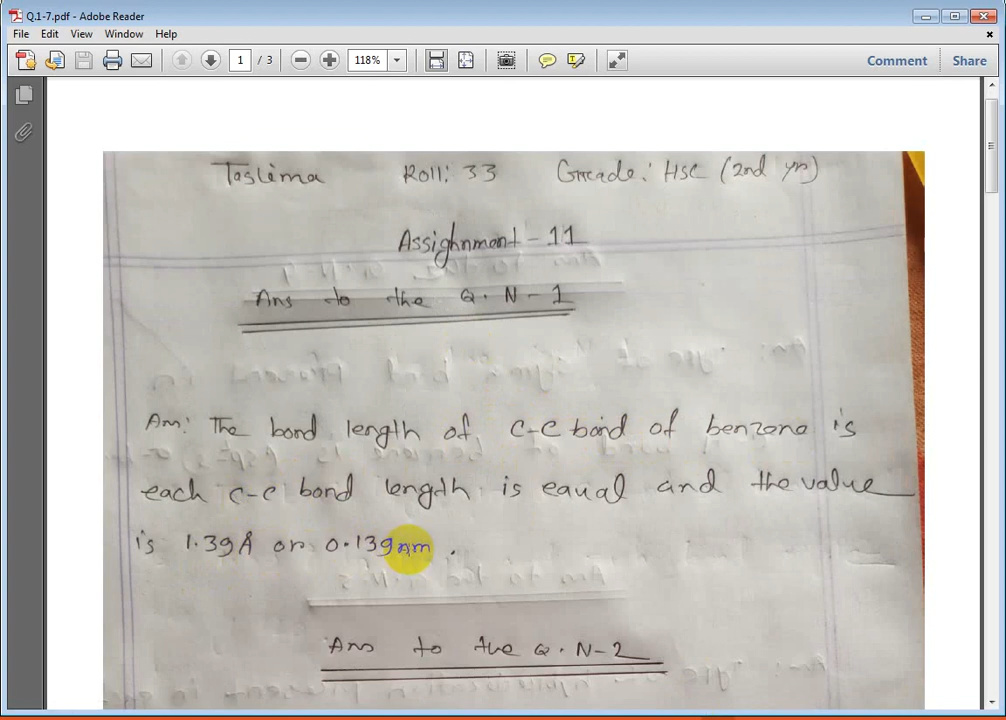 Q.1-7.pdf - Adobe Reader
File Edit View Window Help
1 / 3 118% Comment Share
Taslima Roll: 33 Grade: HSC (2nd yr)
Assighnment - 11
Ans to the Q. N - 1
Ans: The bond length of C-C bond of benzene is
each C-C bond length is equal and the value
is 1.39Å or 0.139nm.
Ans to the Q. N-2